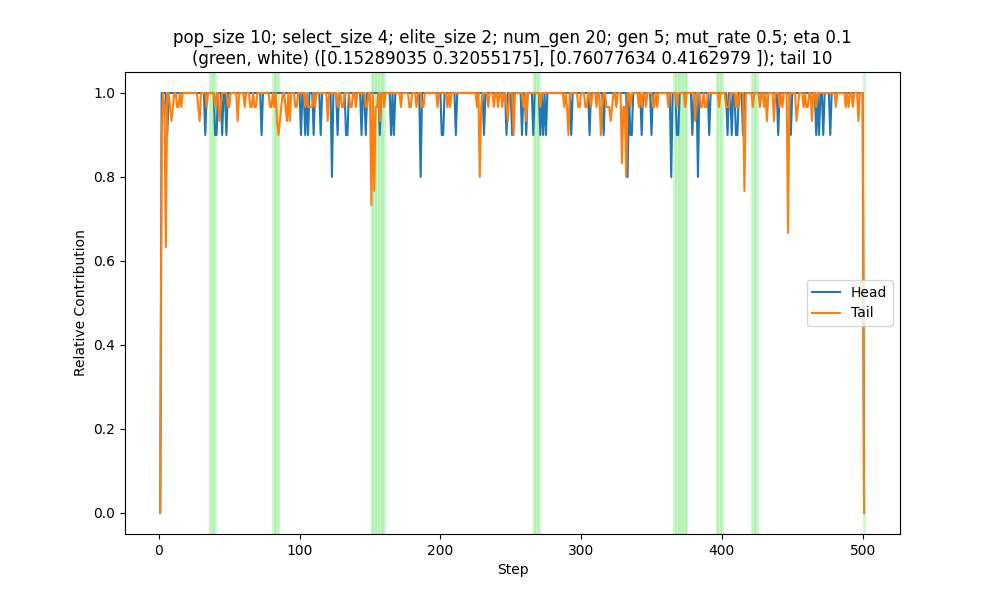 pop_size 10; select_size 4; elite_size 2; num_gen 20; gen 5; mut_rate 0.5; eta 0.1
(green, white) ([0.15289035 0.32055175], [0.76077634 0.4162979 ]); tail 10
1.0
0.8
0.6
0.4
0.2
0.0
Relative Contribution
Head
Tail
0
100
200
300
400
500
Step